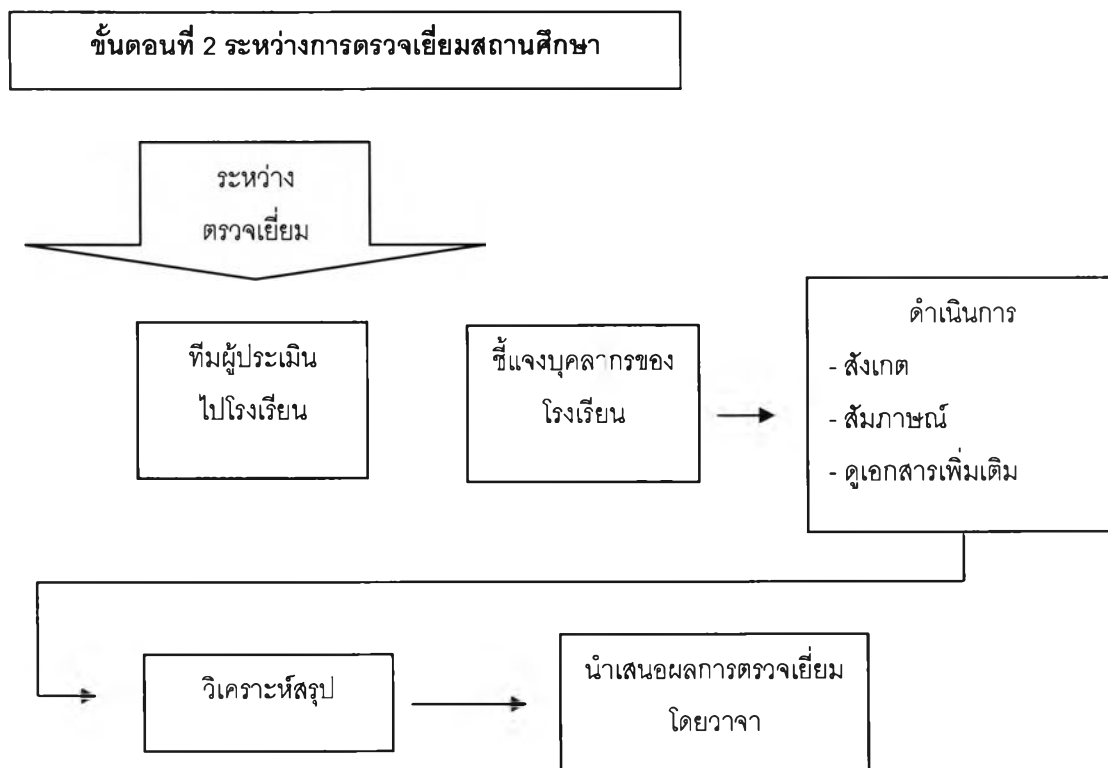 ขั้นตอนที่ 2 ระหว่างการตรวจเยี่ยมสถานศึกษา
ระหว่าง
ตรวจเยี่ยม
ทีมผู้ประเมิน
ไปโรงเรียน
ชี้แจงบุคลากรของ
โรงเรียน
ดำเนินการ
- สังเกต
- สัมภาษณ์
- ดูเอกสารเพิ่มเติม
วิเคราะห์สรุป
นำเสนอผลการตรวจเยี่ยม
โดยวาจา